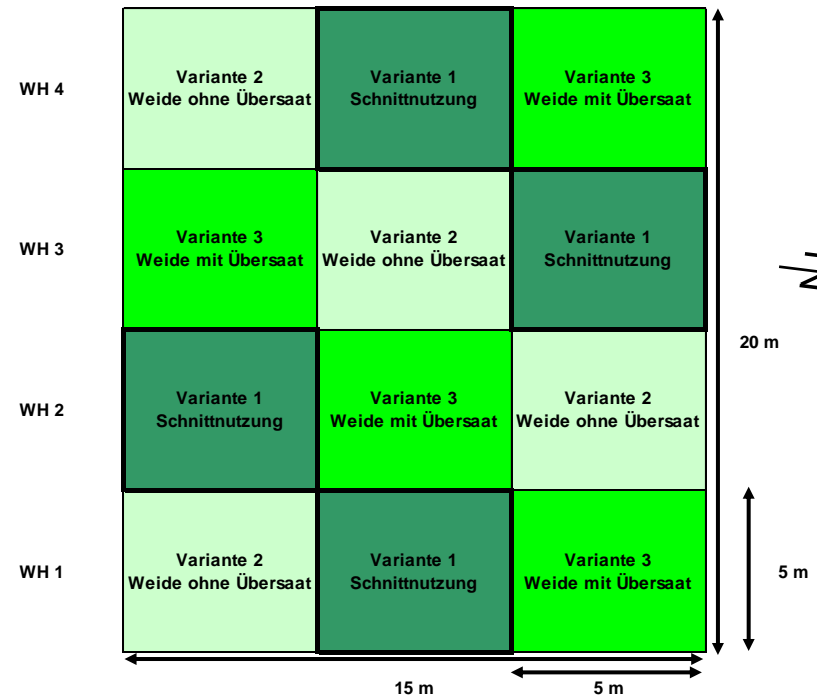 WH 4
Variante 2
Weide ohne Übersaat
Variante 1
Schnittnutzung
Variante 3
Weide mit Übersaat
WH 3
Variante 3
Weide mit Übersaat
Variante 2
Weide ohne Übersaat
Variante 1
Schnittnutzung
N
20 m
WH 2
Variante 1
Schnittnutzung
Variante 3
Weide mit Übersaat
Variante 2
Weide ohne Übersaat
WH 1
Variante 2
Weide ohne Übersaat
Variante 1
Schnittnutzung
Variante 3
Weide mit Übersaat
5 m
15 m
5 m